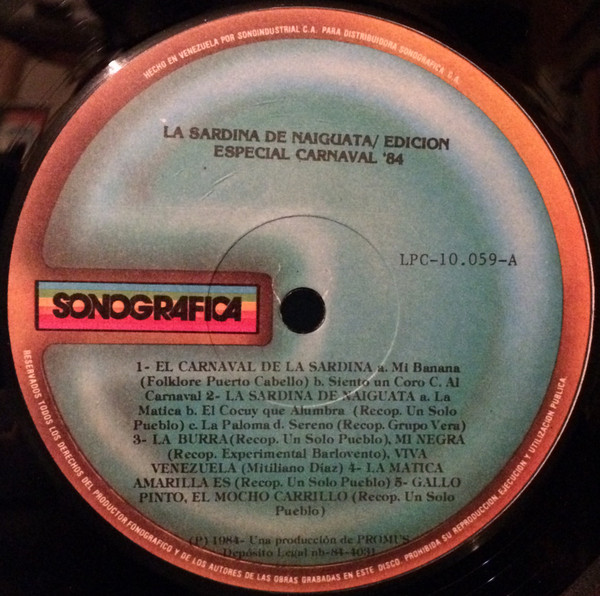 HECHO EN VENEZUELA POR SONOINDUSTRIAL C.A. PARA DISTRIBUIDORA SONOGRAFICA C.A.
LA SARDINA DE NAIGUATA/ EDICION
ESPECIAL CARNAVAL '84
LPC-10.059-A
SONOGRAFICA
1- EL CARNAVAL DE LA SARDINA a. Mi Banana
(Folklore Puerto Cabello) b. Siento un Coro C. Al
Carnaval 2- LA SARDINA DE NAIGUATA a. La
Matica b. El Cocuy que Alumbra (Recop. Un Solo
Pueblo) c. La Paloma d. Sereno (Recop. Grupo Vera)
3- LA BURRA(Recop. Un Solo Pueblo), MI NEGRA
(Recop. Experimental Barlovento), VIVA
VENEZUELA (Mitiliano Díaz) 4- LA MATICA
AMARILLA ES (Recop. Un Solo Pueblo) 5- GALLO
PINTO, EL MOCHO CARRILLO (Recop. Un Solo
Pueblo)
(P) 1984- Una producción de PROMUS
Depósito Legal nb-84-4031
RESERVADOS TODOS LOS DERECHOS DEL PRODUCTOR FONOGRAFICO Y DE LOS AUTORES DE LAS OBRAS GRABADAS EN ESTE DISCO. PROHIBIDA SU REPRODUCCION, EJECUCION Y UTILIZACION PUBLICA.